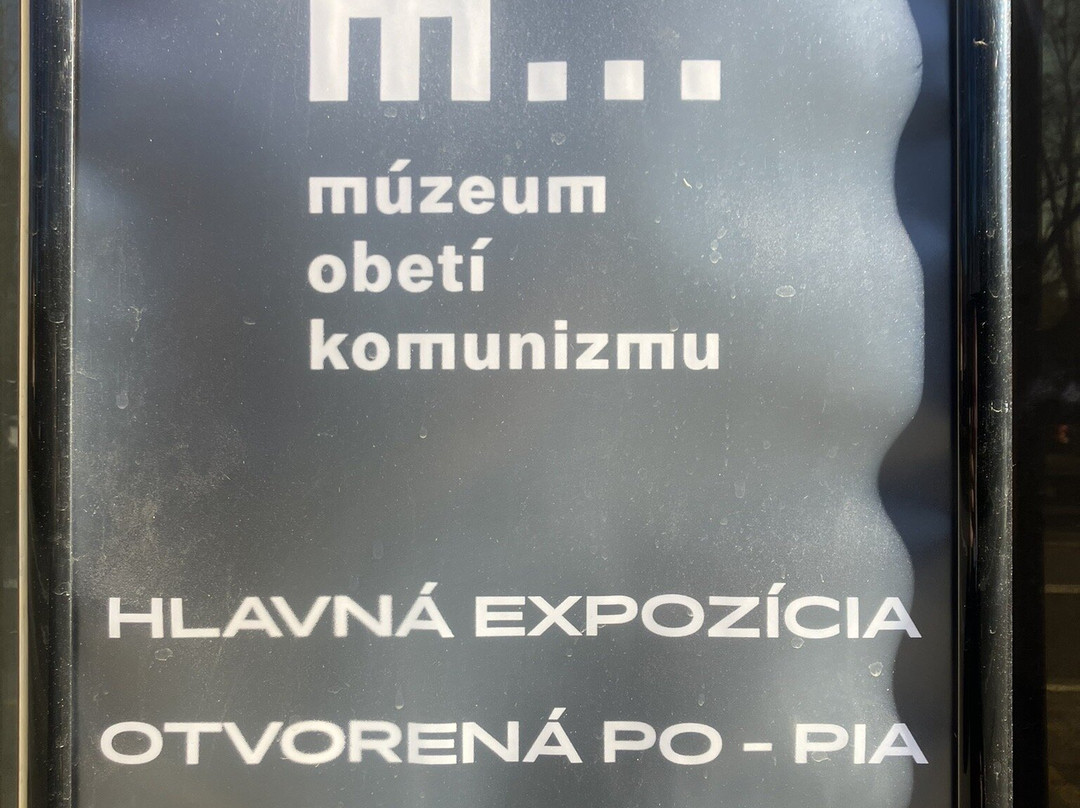 m...
múzeum
obetí
komunizmu
HLAVNÁ EXPOZÍCIA
OTVORENÁ PO - PIA